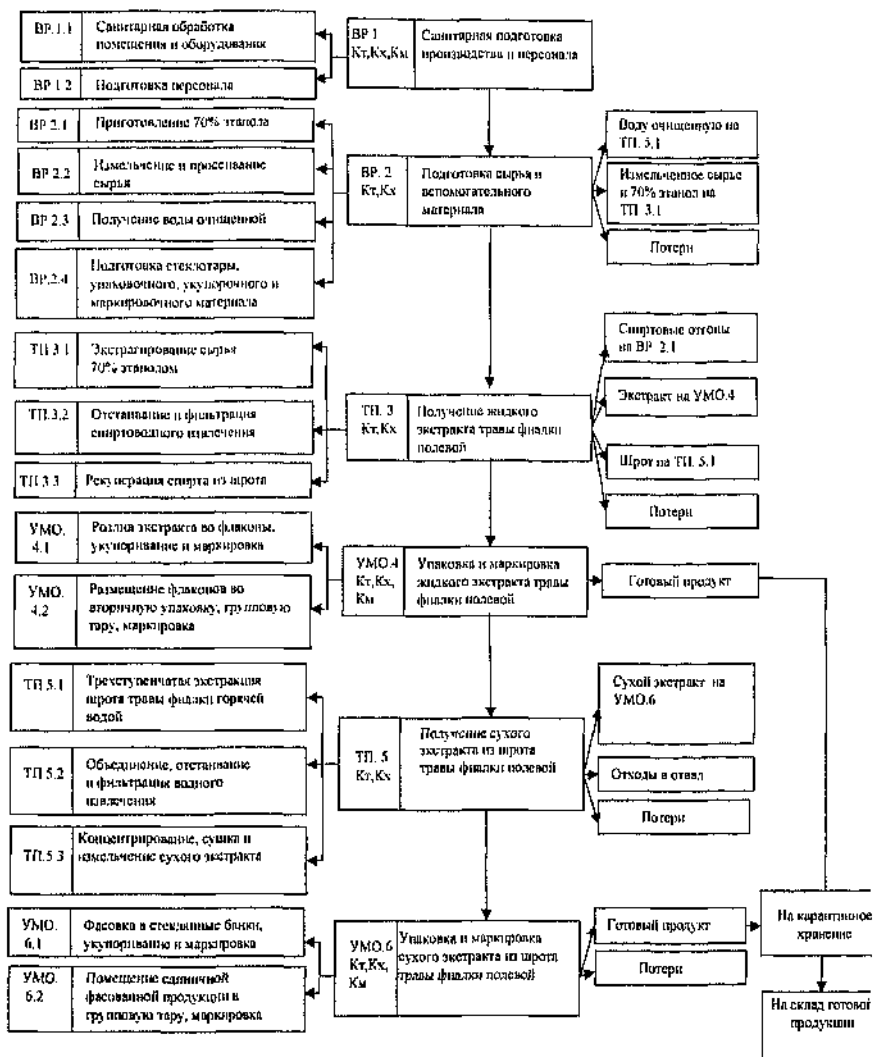 ВР.1.1
Санитарная обработка
помещения и оборудования
ВР 1.2
Подготовка персонала
ВР 1
Кт,Кх,Км
Санитарная подготовка
производства и персонала
ВР 2.1
Приготовление 70% этанола
ВР 2.2
Измельчение и просеивание
сырья
ВР 2.3
Получение воды очищенной
ВР.2.4
Подготовка стеклотары,
упаковочного, укупорочного и
маркировочного материала
ВР. 2
Кт,Кх
Подготовка сырья и
вспомогательного
материала
Воду очищенную на
ТП. 5.1
Измельченное сырье
и 70% этанол на
ТП 3.1
Потери
ТП 3.1
Экстрагирование сырья
70% этанолом
ТП.3.2
Отстаивание и фильтрация
спиртоводного извлечения
ТП 3.3
Рекуперация спирта из шрота
ТП. 3
Кт,Кх
Получение жидкого
экстракта травы фиалки
полевой
Спиртовые отгоны
на ВР 2.1
Экстракт на УМО.4
Шрот на ТП. 5.1
Потери
УМО.
4.1
Розлив экстракта во флаконы,
укупоривание и маркировка
УМО.
4.2
Размещение флаконов во
вторичную упаковку, групповую
тару, маркировка
УМО.4
Кт,Кх,
Км
Упаковка и маркировка
жидкого экстракта травы
фиалки полевой
Готовый продукт
ТП 5.1
Трехступенчатая экстракция
шрота травы фиалки горячей
водой
ТП 5.2
Объединение, отстаивание
и фильтрация водного
извлечения
ТП.5.3
Концентрирование, сушка и
измельчение сухого экстракта
ТП. 5
Кт,Кх
Получение сухого
экстракта из шрота
травы фиалки полевой
Сухой экстракт на
УМО.6
Отходы в отвал
Потери
УМО.
6.1
Фасовка в стеклянные банки,
укупоривание и маркировка
УМО.
6.2
Помещение единичной
фасованной продукции в
групповую тару, маркировка
УМО.6
Кт,Кх,
Км
Упаковка и маркировка
сухого экстракта из шрота
травы фиалки полевой
Готовый продукт
Потери
На карантинное
хранение
На склад готовой
продукции